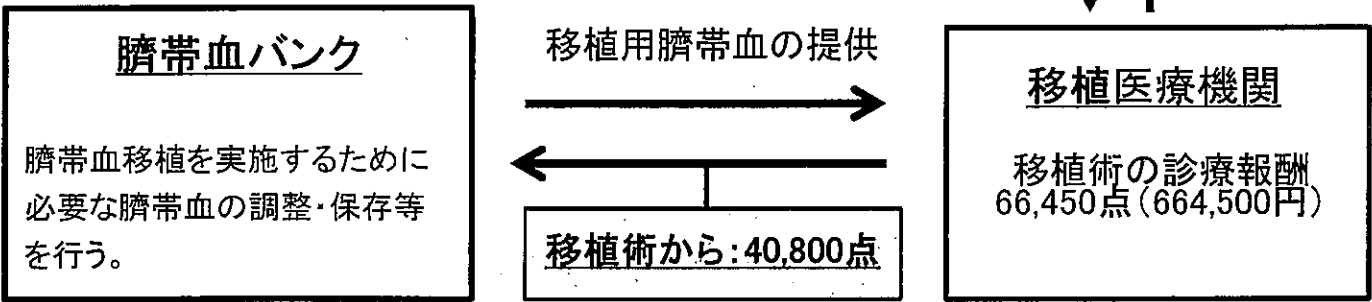 臍帯血バンク
臍帯血移植を実施するために
必要な臍帯血の調整・保存等
を行う。
移植用臍帯血の提供
移植術から:40,800点
移植医療機関
移植術の診療報酬
66,450点(664,500円)